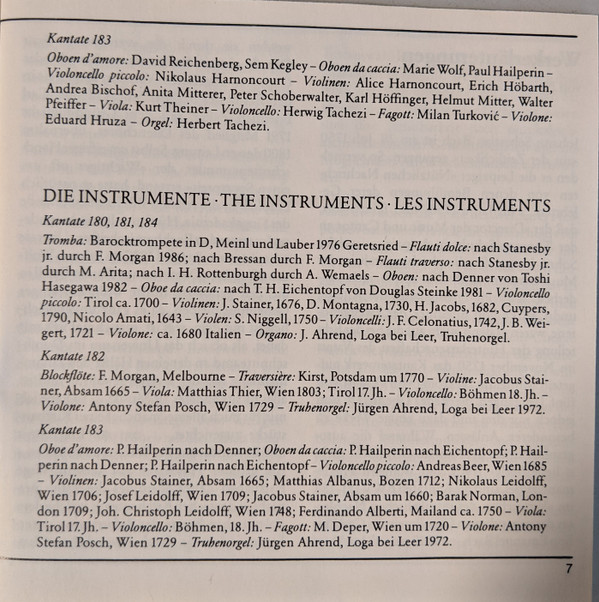 Kantate 183
Oboen d'amore: David Reichenberg, Sem Kegley – Oboen da caccia: Marie Wolf, Paul Hailperin –
Violoncello piccolo: Nikolaus Harnoncourt – Violinen: Alice Harnoncourt, Erich Höbarth,
Andrea Bischof, Anita Mitterer, Peter Schoberwalter, Karl Höffinger, Helmut Mitter, Walter
Pfeiffer – Viola: Kurt Theiner – Violoncello: Herwig Tachezi – Fagott: Milan Turković – Violone:
Eduard Hruza – Orgel: Herbert Tachezi.
DIE INSTRUMENTE · THE INSTRUMENTS · LES INSTRUMENTS
Kantate 180, 181, 184
Tromba: Barocktrompete in D, Meinl und Lauber 1976 Geretsried – Flauti dolce: nach Stanesby
jr. durch F. Morgan 1986; nach Bressan durch F. Morgan – Flauti traverso: nach Stanesby jr.
durch M. Arita; nach I. H. Rottenburgh durch A. Wemaels – Oboen: nach Denner von Toshi
Hasegawa 1982 – Oboe da caccia: nach T. H. Eichentopf von Douglas Steinke 1981 – Violoncello
piccolo: Tirol ca. 1700 – Violinen: J. Stainer, 1676, D. Montagna, 1730, H. Jacobs, 1682, Cuypers,
1790, Nicolo Amati, 1643 – Violen: S. Niggell, 1750 – Violoncelli: J. F. Celonatius, 1742, J. B. Wei-
gert, 1721 – Violone: ca. 1680 Italien – Organo: J. Ahrend, Loga bei Leer, Truhenorgel.
Kantate 182
Blockflöte: F. Morgan, Melbourne – Traversière: Kirst, Potsdam um 1770 – Violine: Jacobus Stai-
ner, Absam 1665 – Viola: Matthias Thier, Wien 1803; Tirol 17. Jh. – Violoncello: Böhmen 18. Jh. –
Violone: Antony Stefan Posch, Wien 1729 – Truhenorgel: Jürgen Ahrend, Loga bei Leer 1972.
Kantate 183
Oboe d'amore: P. Hailperin nach Denner; Oboen da caccia: P. Hailperin nach Eichentopf; P. Hail-
perin nach Denner; P. Hailperin nach Eichentopf – Violoncello piccolo: Andreas Beer, Wien 1685
– Violinen: Jacobus Stainer, Absam 1665; Matthias Albanus, Bozen 1712; Nikolaus Leidolff,
Wien 1706; Josef Leidolff, Wien 1709; Jacobus Stainer, Absam um 1660; Barak Norman, Lon-
don 1709; Joh. Christoph Leidolff, Wien 1748; Ferdinando Alberti, Mailand ca. 1750 – Viola:
Tirol 17. Jh. – Violoncello: Böhmen, 18. Jh. – Fagott: M. Deper, Wien um 1720 – Violone: Antony
Stefan Posch, Wien 1729 – Truhenorgel: Jürgen Ahrend, Loga bei Leer 1972.
7